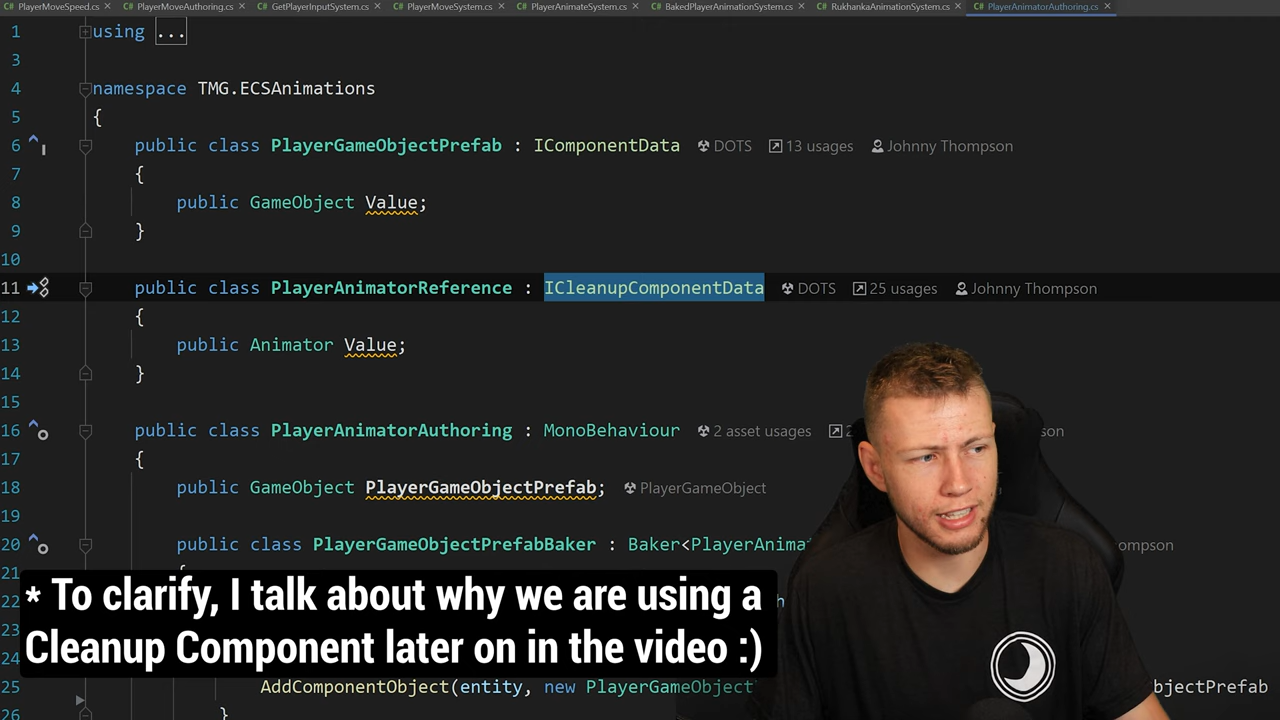 C# PlayerMoveSpeed.cs × C# PlayerMoveAuthoring.cs × C# GetPlayerInputSystem.cs × C# PlayerMoveSystem.cs × C# PlayerAnimateSystem.cs × C# BakedPlayerAnimationSystem.cs × C# RukhankaAnimationSystem.cs × C# PlayerAnimatorAuthoring.cs ×
1 using ...
3
4 namespace TMG.ECSAnimations
5 {
6 public class PlayerGameObjectPrefab : IComponentData DOTS 13 usages Johnny Thompson
7 {
8 public GameObject Value;
9 }
10
11 public class PlayerAnimatorReference : ICleanupComponentData DOTS 25 usages Johnny Thompson
12 {
13 public Animator Value;
14 }
15
16 public class PlayerAnimatorAuthoring : MonoBehaviour 2 asset usages
17 {
18 public GameObject PlayerGameObjectPrefab; PlayerGameObject
19
20 public class PlayerGameObjectPrefabBaker : Baker<PlayerAnima ompson
21 {
22
23
24
* To clarify, I talk about why we are using a
Cleanup Component later on in the video :)
25 AddComponentObject(entity, new PlayerGameObject bjectPrefab
26 }